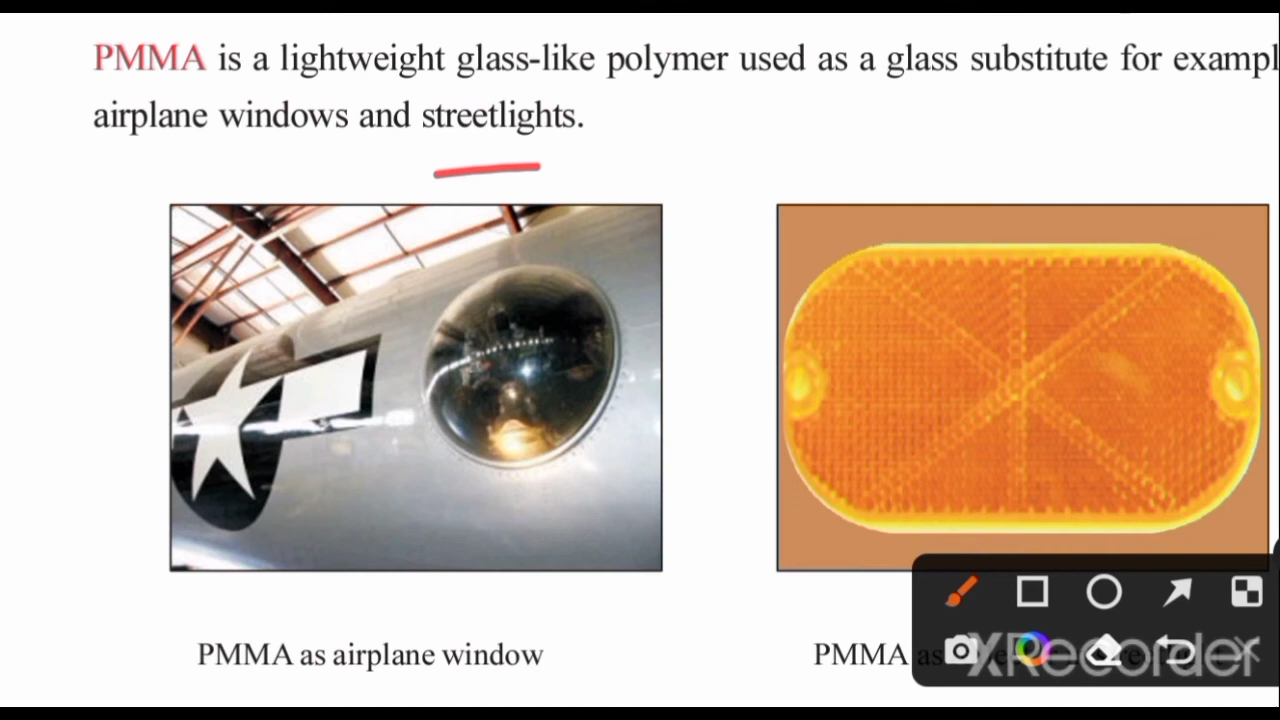 PMMA is a lightweight glass-like polymer used as a glass substitute for exampl
airplane windows and streetlights.
PMMA as airplane window
PMMA as
XRecorder